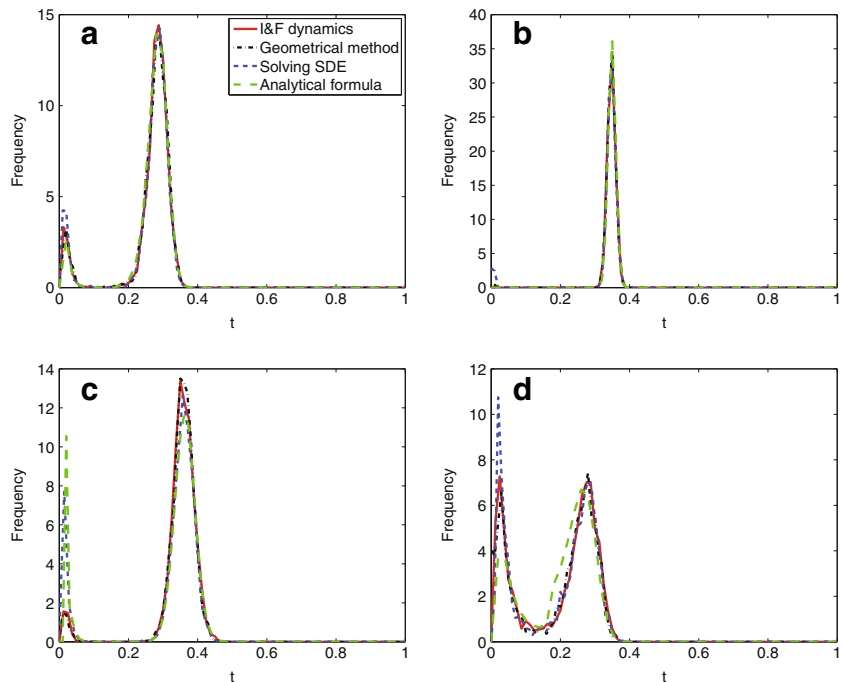 a
I&F dynamics
Geometrical method
Solving SDE
Analytical formula
Frequency
15
10
5
0
0 0.2 0.4 0.6 0.8 1
t
b
Frequency
40
35
30
25
20
15
10
5
0
0 0.2 0.4 0.6 0.8 1
t
c
Frequency
14
12
10
8
6
4
2
0
0 0.2 0.4 0.6 0.8 1
t
d
Frequency
12
10
8
6
4
2
0
0 0.2 0.4 0.6 0.8 1
t